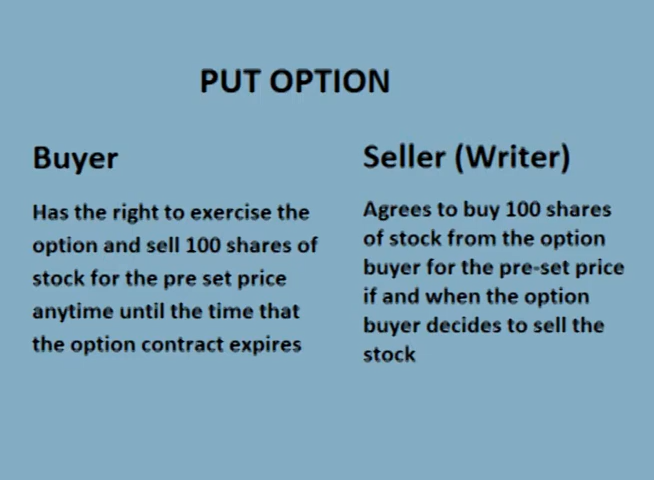 PUT OPTION
Buyer
Has the right to exercise the
option and sell 100 shares of
stock for the pre set price
anytime until the time that
the option contract expires
Seller (Writer)
Agrees to buy 100 shares
of stock from the option
buyer for the pre-set price
if and when the option
buyer decides to sell the
stock